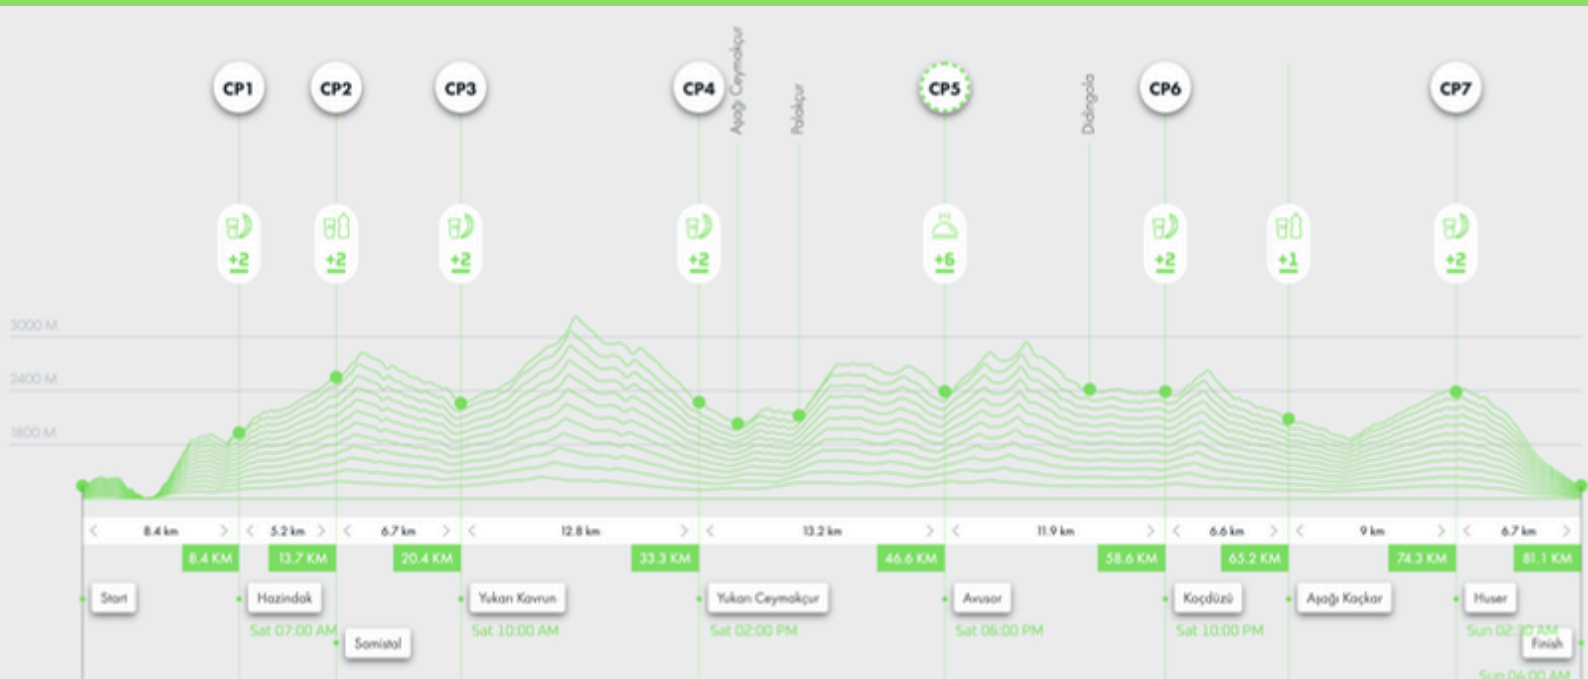 CP1
CP2
CP3
CP4
Aşağı Ceymakçur
Palakçur
CP5
Didingola
CP6
CP7
+2
+2
+2
+2
+6
+2
+1
+2
3000 M
2400 M
1800 M
8.4 km
5.2 km
6.7 km
12.8 km
13.2 km
11.9 km
6.6 km
9 km
6.7 km
8.4 KM
13.7 KM
20.4 KM
33.3 KM
46.6 KM
58.6 KM
65.2 KM
74.3 KM
81.1 KM
Start
Hazindak
Yukarı Kavrun
Yukarı Ceymakçur
Avusor
Koçdüzü
Aşağı Kaçkar
Huser
Sat 07:00 AM
Sat 10:00 AM
Sat 02:00 PM
Sat 06:00 PM
Sat 10:00 PM
Sun 02:30 AM
Samistal
Finish
Sun 04:00 AM